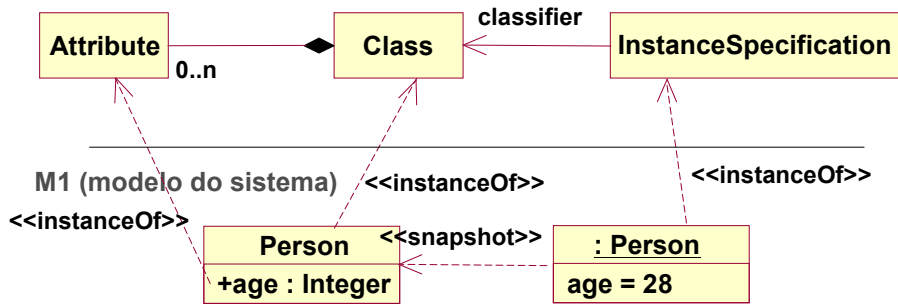 classifier
Attribute
Class
InstanceSpecification
0..n
M1 (modelo do sistema)
<<instanceOf>>
<<instanceOf>>
<<instanceOf>>
Person
<<snapshot>>
: Person
+age : Integer
age = 28